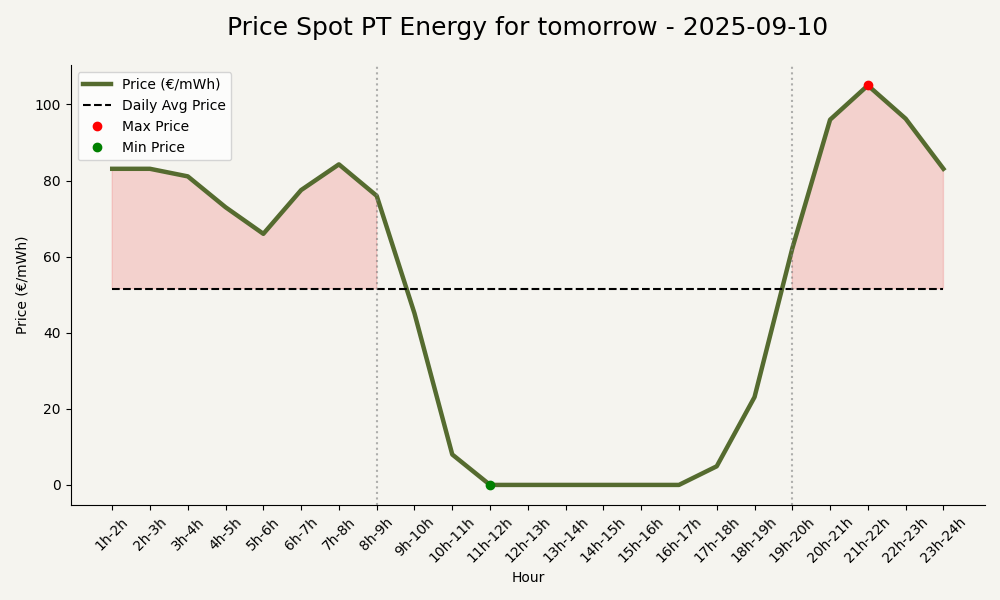 Price Spot PT Energy for tomorrow - 2025-09-10
Price (€/mWh)
Daily Avg Price
Max Price
Min Price
Price (€/mWh)
100
80
60
40
20
0
1h-2h
2h-3h
3h-4h
4h-5h
5h-6h
6h-7h
7h-8h
8h-9h
9h-10h
10h-11h
11h-12h
12h-13h
13h-14h
14h-15h
15h-16h
16h-17h
17h-18h
18h-19h
19h-20h
20h-21h
21h-22h
22h-23h
23h-24h
Hour